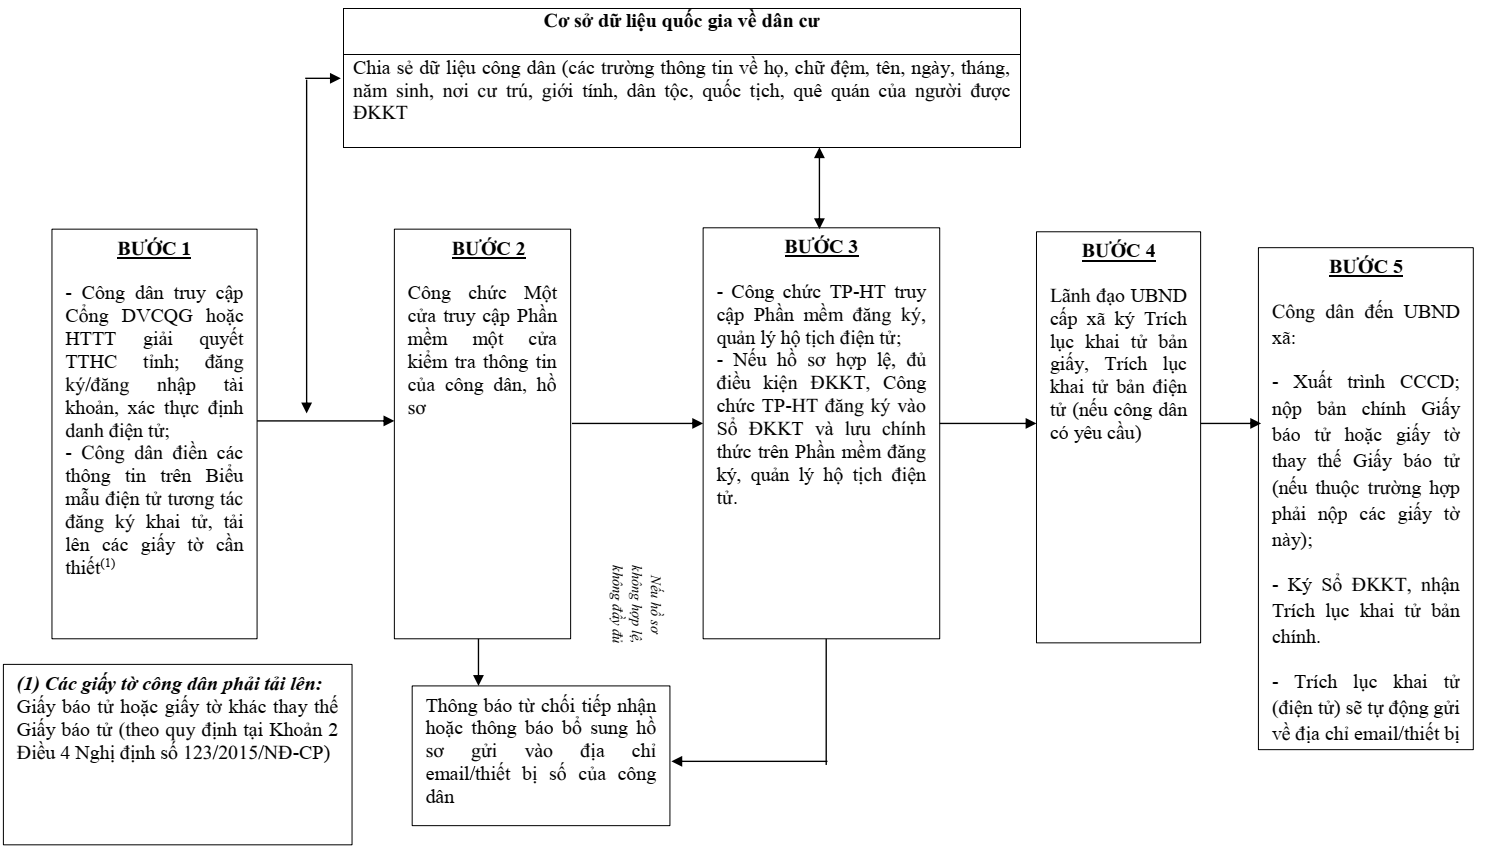 Cơ sở dữ liệu quốc gia về dân cư
Chia sẻ dữ liệu công dân (các trường thông tin về họ, chữ đệm, tên, ngày, tháng,
năm sinh, nơi cư trú, giới tính, dân tộc, quốc tịch, quê quán của người được
ĐKKT
BƯỚC 1
- Công dân truy cập
Cổng DVCQG hoặc
HTTT giải quyết
TTHC tỉnh; đăng
ký/đăng nhập tài
khoản, xác thực định
danh điện tử;
- Công dân điền các
thông tin trên Biểu
mẫu điện tử tương tác
đăng ký khai tử, tải
lên các giấy tờ cần
thiết(1)
BƯỚC 2
Công chức Một
cửa truy cập Phần
mềm một cửa
kiểm tra thông tin
của công dân, hồ
sơ
BƯỚC 3
- Công chức TP-HT truy
cập Phần mềm đăng ký,
quản lý hộ tịch điện tử;
- Nếu hồ sơ hợp lệ, đủ
điều kiện ĐKKT, Công
chức TP-HT đăng ký vào
Sổ ĐKKT và lưu chính
thức trên Phần mềm đăng
ký, quản lý hộ tịch điện
tử.
BƯỚC 4
Lãnh đạo UBND
cấp xã ký Trích
lục khai tử bản
giấy, Trích lục
khai tử bản điện
tử (nếu công dân
có yêu cầu)
BƯỚC 5
Công dân đến UBND
xã:
- Xuất trình CCCD;
nộp bản chính Giấy
báo tử hoặc giấy tờ
thay thế Giấy báo tử
(nếu thuộc trường hợp
phải nộp các giấy tờ
này);
- Ký Sổ ĐKKT, nhận
Trích lục khai tử bản
chính.
- Trích lục khai tử
(điện tử) sẽ tự động gửi
về địa chỉ email/thiết bị
Nếu hồ sơ
không hợp lệ,
không đầy đủ
(1) Các giấy tờ công dân phải tải lên:
Giấy báo tử hoặc giấy tờ khác thay thế
Giấy báo tử (theo quy định tại Khoản 2
Điều 4 Nghị định số 123/2015/NĐ-CP)
Thông báo từ chối tiếp nhận
hoặc thông báo bổ sung hồ
sơ gửi vào địa chỉ
email/thiết bị số của công
dân